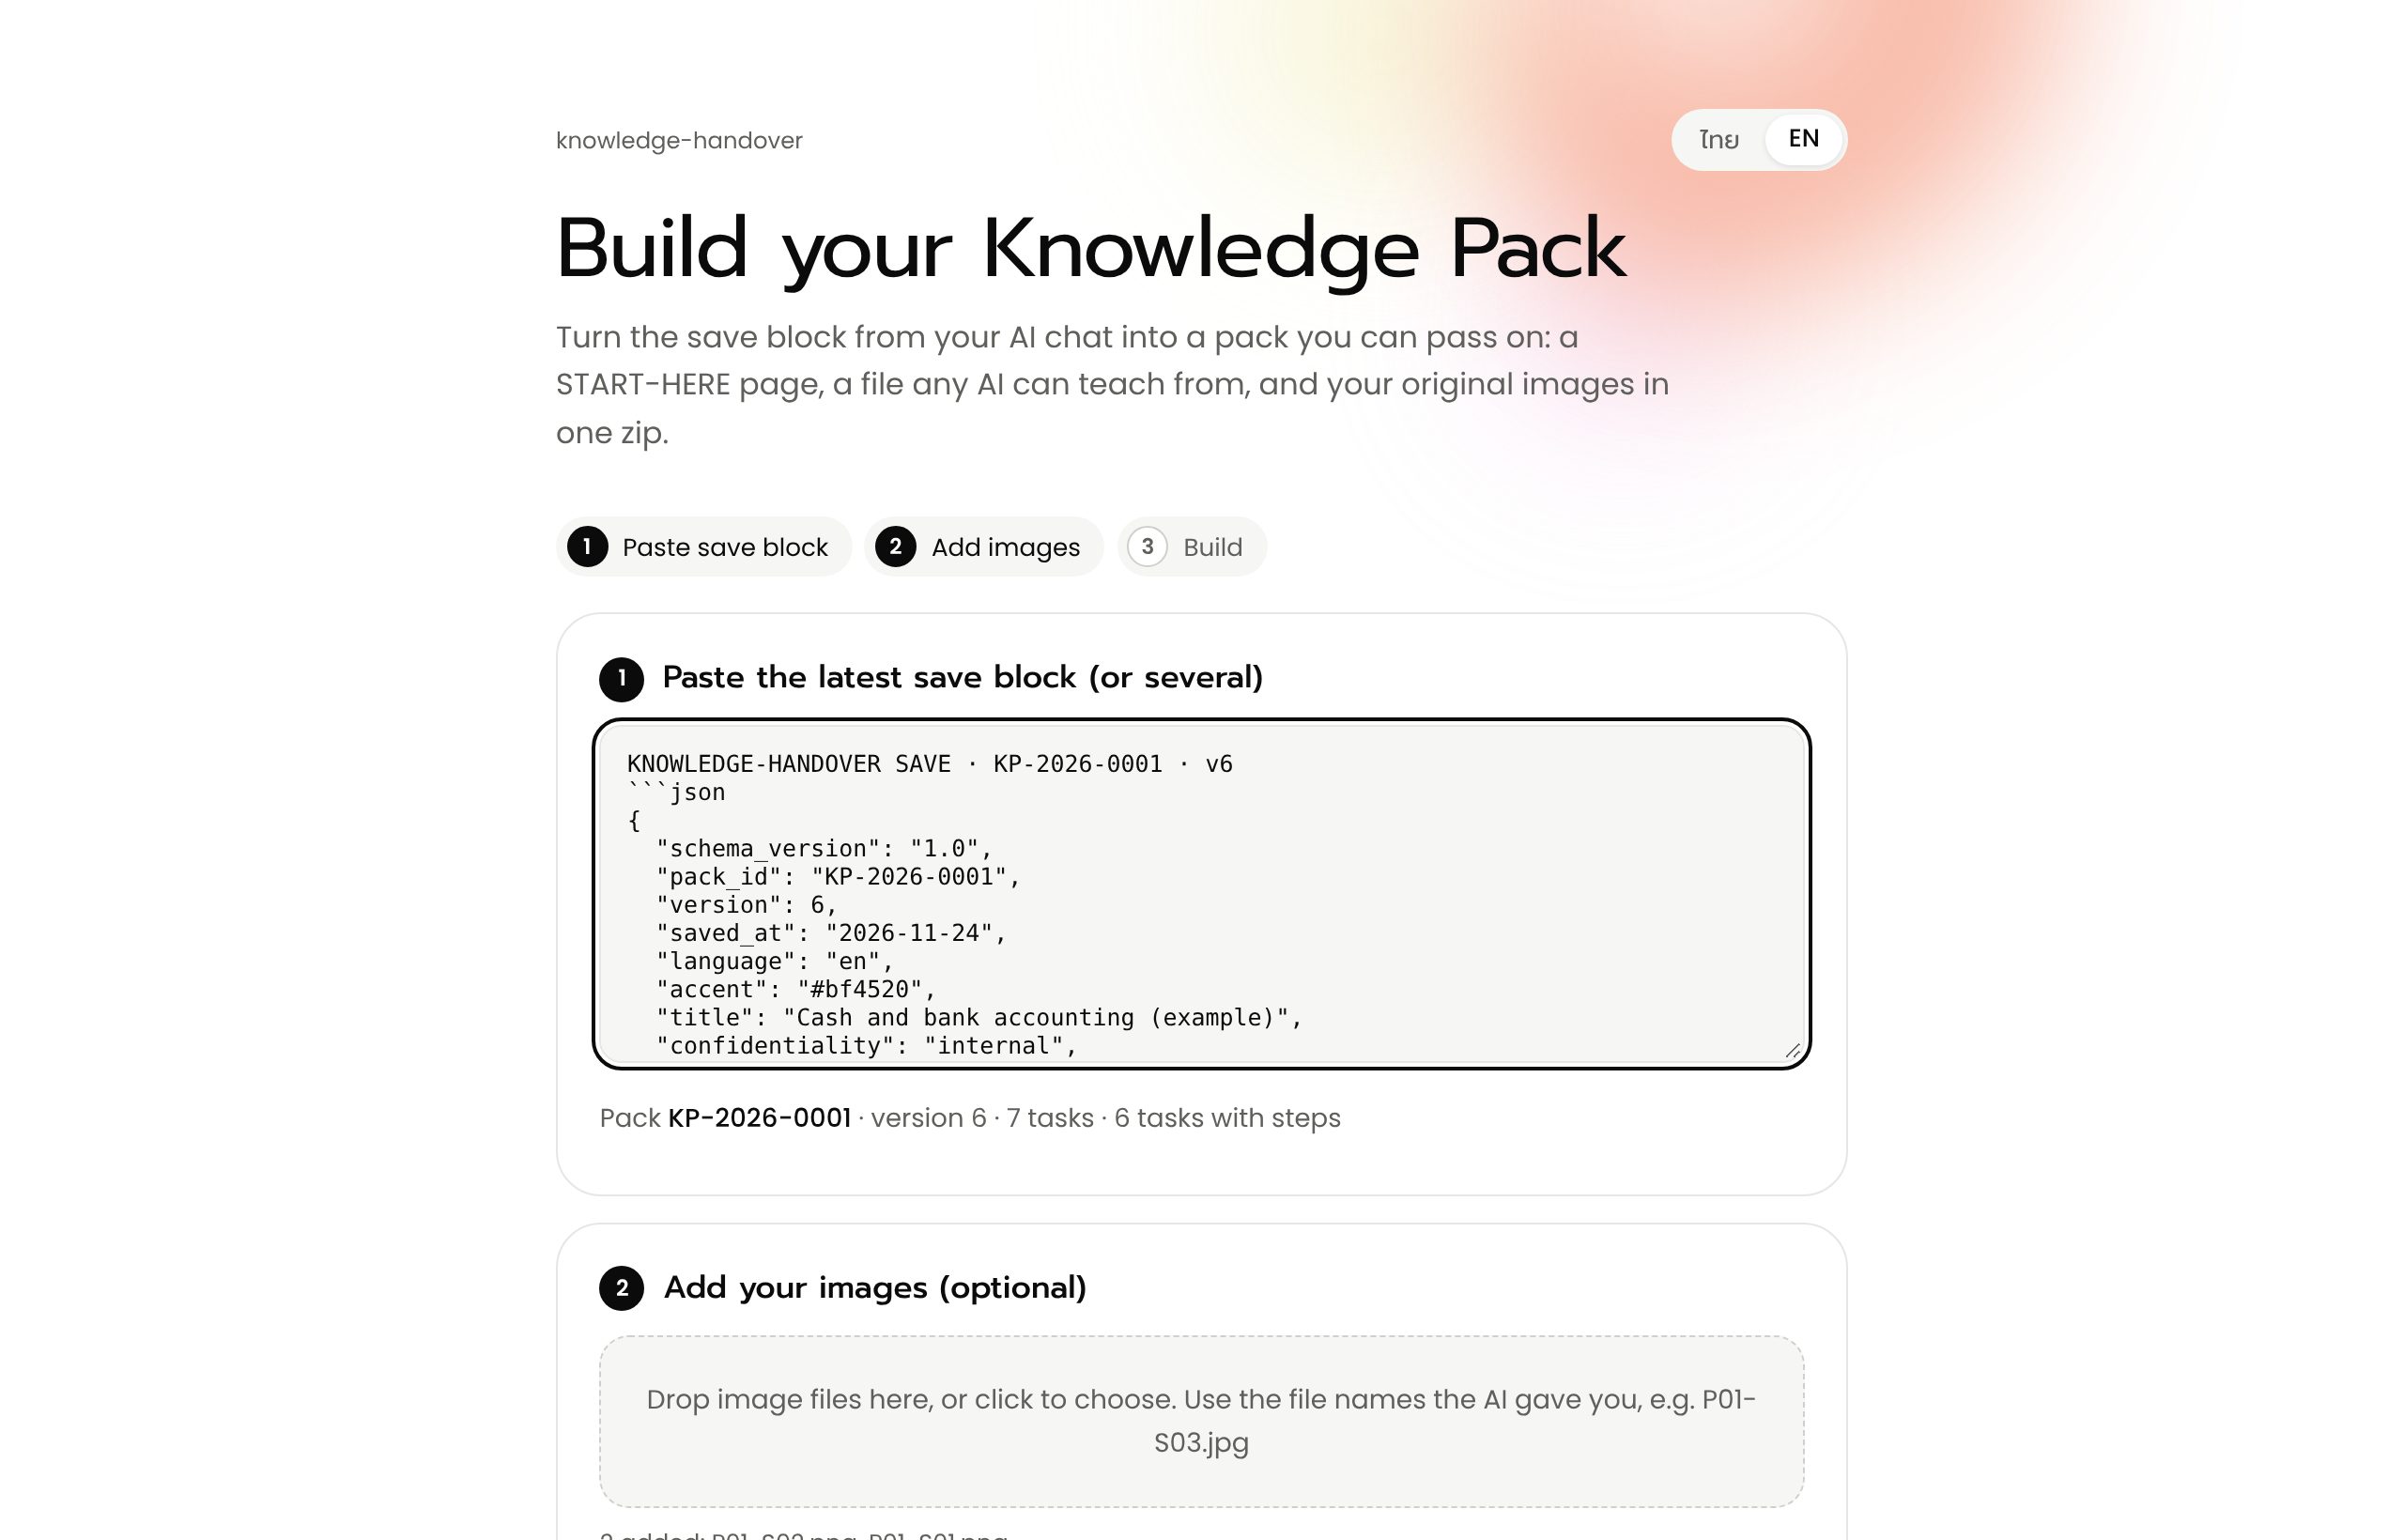 knowledge-handover
ไทย
EN
Build your Knowledge Pack
Turn the save block from your AI chat into a pack you can pass on: a
START-HERE page, a file any AI can teach from, and your original images in
one zip.
1 Paste save block
2 Add images
3 Build
1 Paste the latest save block (or several)
KNOWLEDGE-HANDOVER SAVE · KP-2026-0001 · v6
```json
{
  "schema_version": "1.0",
  "pack_id": "KP-2026-0001",
  "version": 6,
  "saved_at": "2026-11-24",
  "language": "en",
  "accent": "#bf4520",
  "title": "Cash and bank accounting (example)",
  "confidentiality": "internal",
Pack KP-2026-0001 · version 6 · 7 tasks · 6 tasks with steps
2 Add your images (optional)
Drop image files here, or click to choose. Use the file names the AI gave you, e.g. P01-
S03.jpg